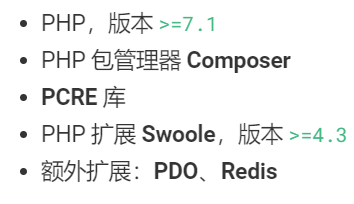 PHP，版本 >=7.1
PHP 包管理器 Composer
PCRE 库
PHP 扩展 Swoole，版本 >=4.3
额外扩展：PDO、Redis